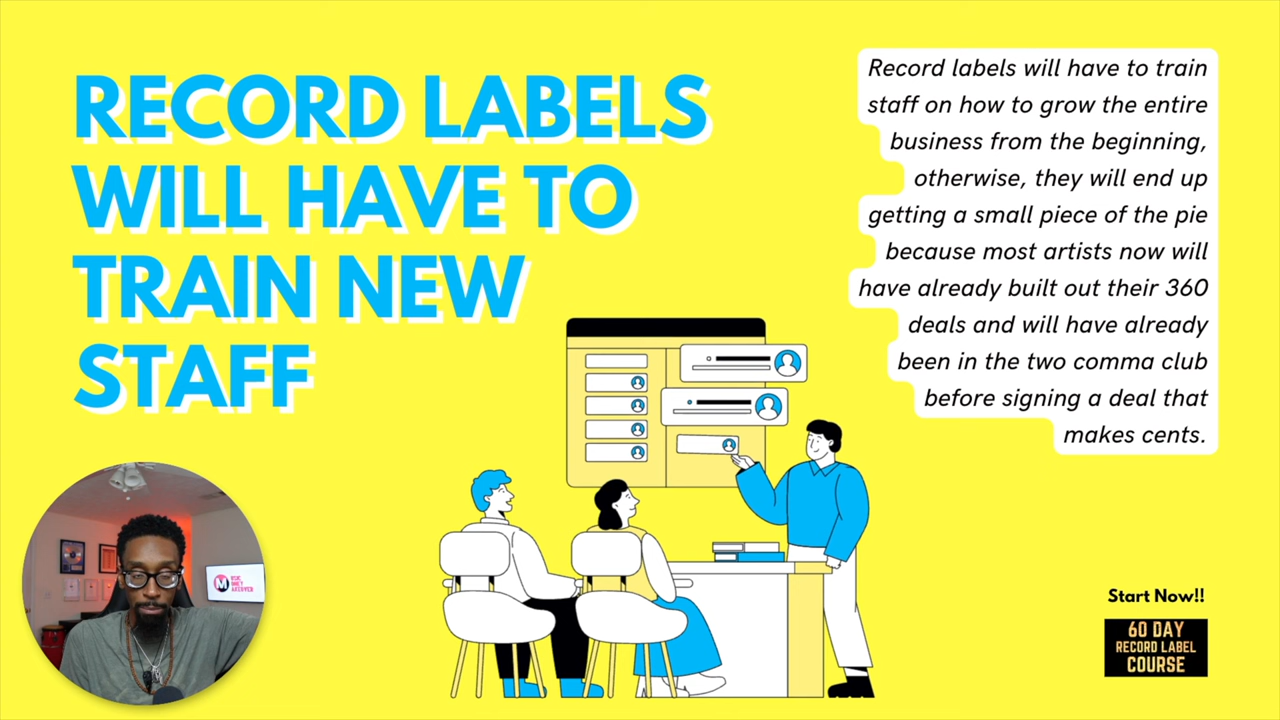 RECORD LABELS
WILL HAVE TO
TRAIN NEW
STAFF
Record labels will have to train
staff on how to grow the entire
business from the beginning,
otherwise, they will end up
getting a small piece of the pie
because most artists now will
have already built out their 360
deals and will have already
been in the two comma club
before signing a deal that
makes cents.
Start Now!!
60 DAY
RECORD LABEL
COURSE